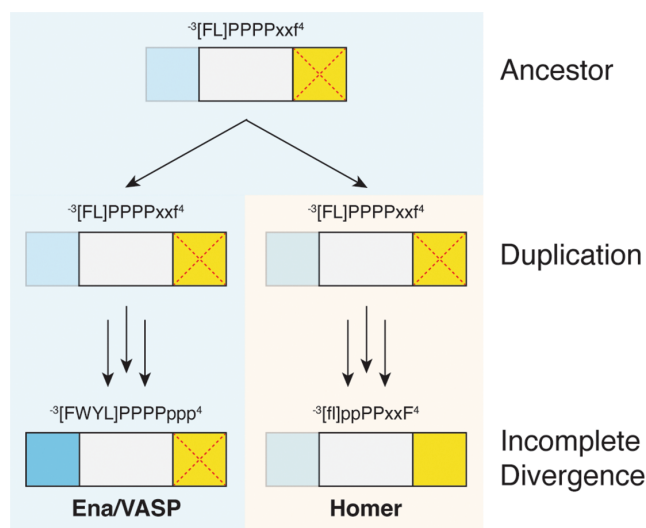 ⁻³[FL]PPPPxxf⁴
Ancestor
⁻³[FL]PPPPxxf⁴ ⁻³[FL]PPPPxxf⁴
Duplication
⁻³[FWYL]PPPPppp⁴ ⁻³[fl]ppPPxxF⁴
Incomplete
Divergence
Ena/VASP Homer